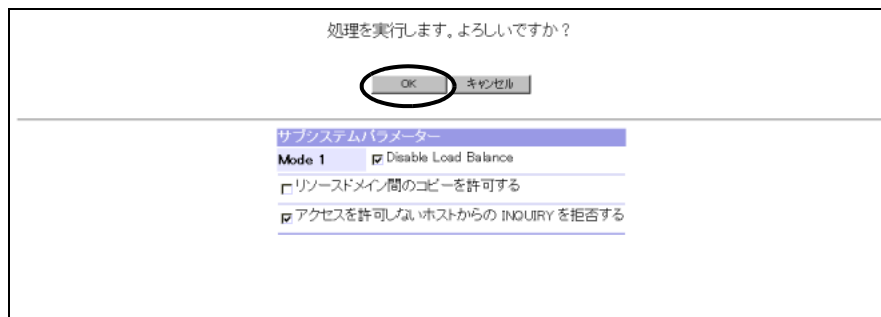 処理を実行します。よろしいですか?
OK キャンセル
サブシステムパラメーター
Mode 1 Disable Load Balance
リソースドメイン間のコピーを許可する
アクセスを許可しないホストからの INQUIRY を拒否する